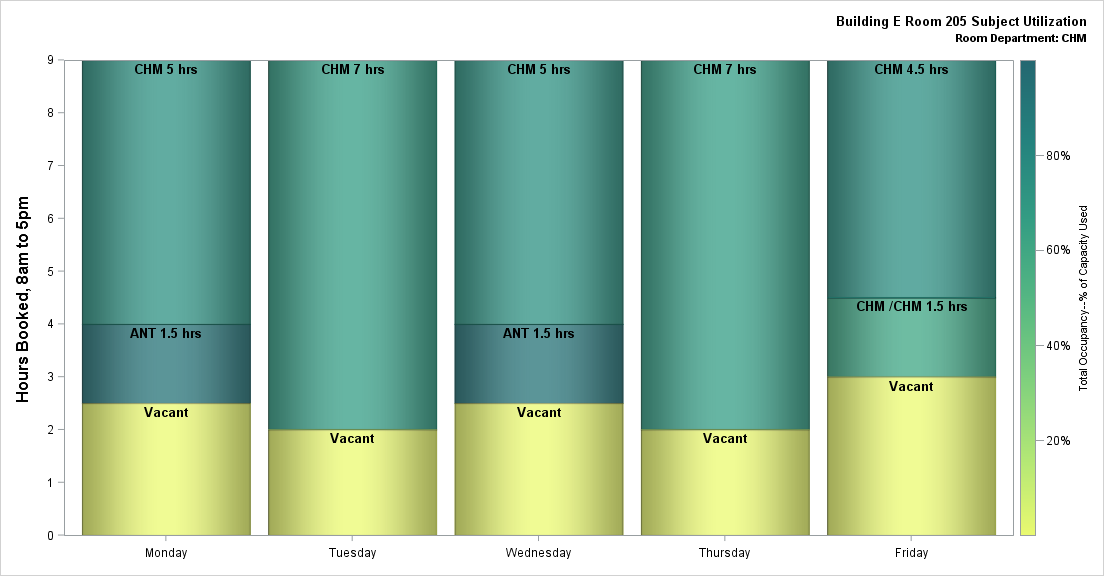 Building E Room 205 Subject Utilization
Room Department: CHM
Hours Booked, 8am to 5pm
9
8
7
6
5
4
3
2
1
0
CHM 5 hrs
ANT 1.5 hrs
Vacant
CHM 7 hrs
Vacant
CHM 5 hrs
ANT 1.5 hrs
Vacant
CHM 7 hrs
Vacant
CHM 4.5 hrs
CHM /CHM 1.5 hrs
Vacant
Monday
Tuesday
Wednesday
Thursday
Friday
80%
60%
40%
20%
Total Occupancy--% of Capacity Used